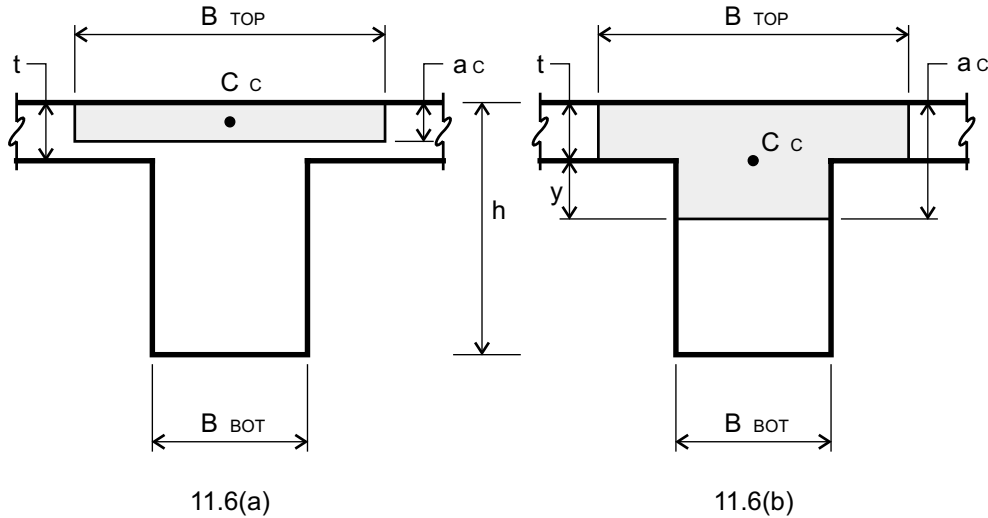 B TOP
t
a C
C C
h
B BOT
11.6(a)
B TOP
t
a C
C C
y
B BOT
11.6(b)